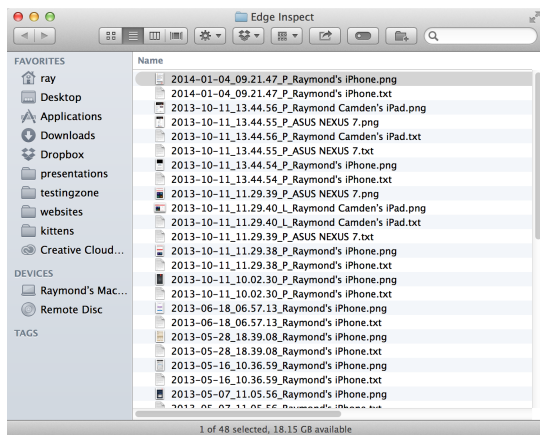 Edge Inspect
FAVORITES
ray
Desktop
Applications
Downloads
Dropbox
presentations
testingzone
websites
kittens
Creative Cloud...
DEVICES
Raymond's Mac...
Remote Disc
TAGS
Name
2014-01-04_09.21.47_P_Raymond's iPhone.png
2014-01-04_09.21.47_P_Raymond's iPhone.txt
2013-10-11_13.44.56_P_Raymond Camden's iPad.png
2013-10-11_13.44.55_P_ASUS NEXUS 7.png
2013-10-11_13.44.56_P_Raymond Camden's iPad.txt
2013-10-11_13.44.55_P_ASUS NEXUS 7.txt
2013-10-11_13.44.54_P_Raymond's iPhone.png
2013-10-11_13.44.54_P_Raymond's iPhone.txt
2013-10-11_11.29.39_P_ASUS NEXUS 7.png
2013-10-11_11.29.40_L_Raymond Camden's iPad.png
2013-10-11_11.29.40_L_Raymond Camden's iPad.txt
2013-10-11_11.29.39_P_ASUS NEXUS 7.txt
2013-10-11_11.29.38_P_Raymond's iPhone.png
2013-10-11_11.29.38_P_Raymond's iPhone.txt
2013-10-11_10.02.30_P_Raymond's iPhone.png
2013-10-11_10.02.30_P_Raymond's iPhone.txt
2013-06-18_06.57.13_Raymond's iPhone.png
2013-06-18_06.57.13_Raymond's iPhone.txt
2013-05-28_18.39.08_Raymond's iPhone.png
2013-05-28_18.39.08_Raymond's iPhone.txt
2013-05-16_10.36.59_Raymond's iPhone.png
2013-05-16_10.36.59_Raymond's iPhone.txt
2013-05-07_11.05.56_Raymond's iPhone.png
2013-05-07_11.05.56_Raymond's iPhone.txt
1 of 48 selected, 18.15 GB available